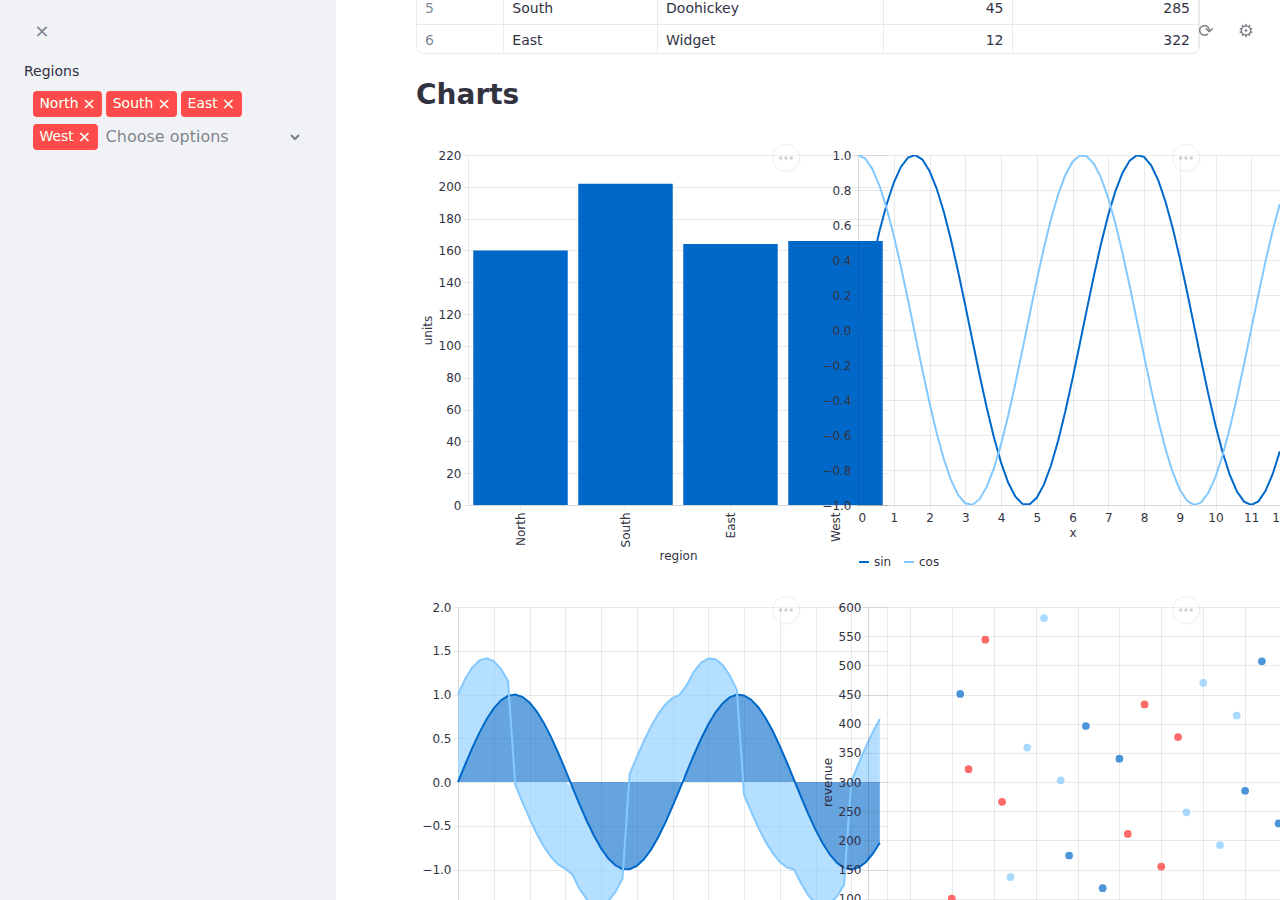 Regions
North
South
East
West
Choose options
5 South Doohickey 45 285
6 East Widget 12 322
Charts
220
200
180
160
140
120
100
80
60
40
20
0
units
North South East West
region
1.0
0.8
0.6
0.4
0.2
0.0
−0.2
−0.4
−0.6
−0.8
−1.0
0 1 2 3 4 5 6 7 8 9 10 11
x
sin cos
2.0
1.5
1.0
0.5
0.0
−0.5
−1.0
600
550
500
450
400
350
300
250
200
150
100
revenue